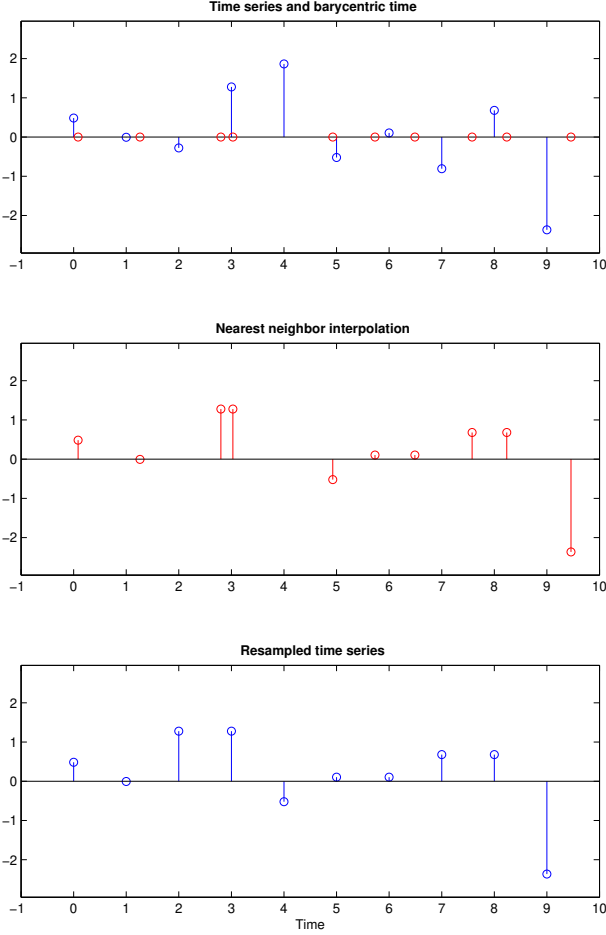 Time series and barycentric time
2
1
0
−1
−2
−1 0 1 2 3 4 5 6 7 8 9 10
Nearest neighbor interpolation
2
1
0
−1
−2
−1 0 1 2 3 4 5 6 7 8 9 10
Resampled time series
2
1
0
−1
−2
−1 0 1 2 3 4 5 6 7 8 9 10
Time